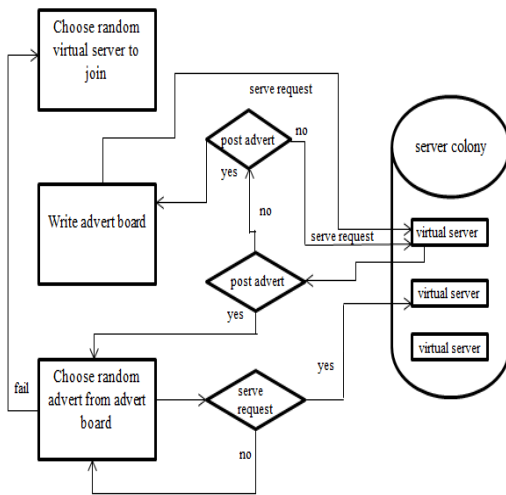 Choose random
virtual server to
join
serve request
post advert
no
yes
server colony
Write advert board
no
serve request
virtual server
post advert
yes
virtual server
virtual server
Choose random
advert from advert
board
fail
serve
request
yes
no